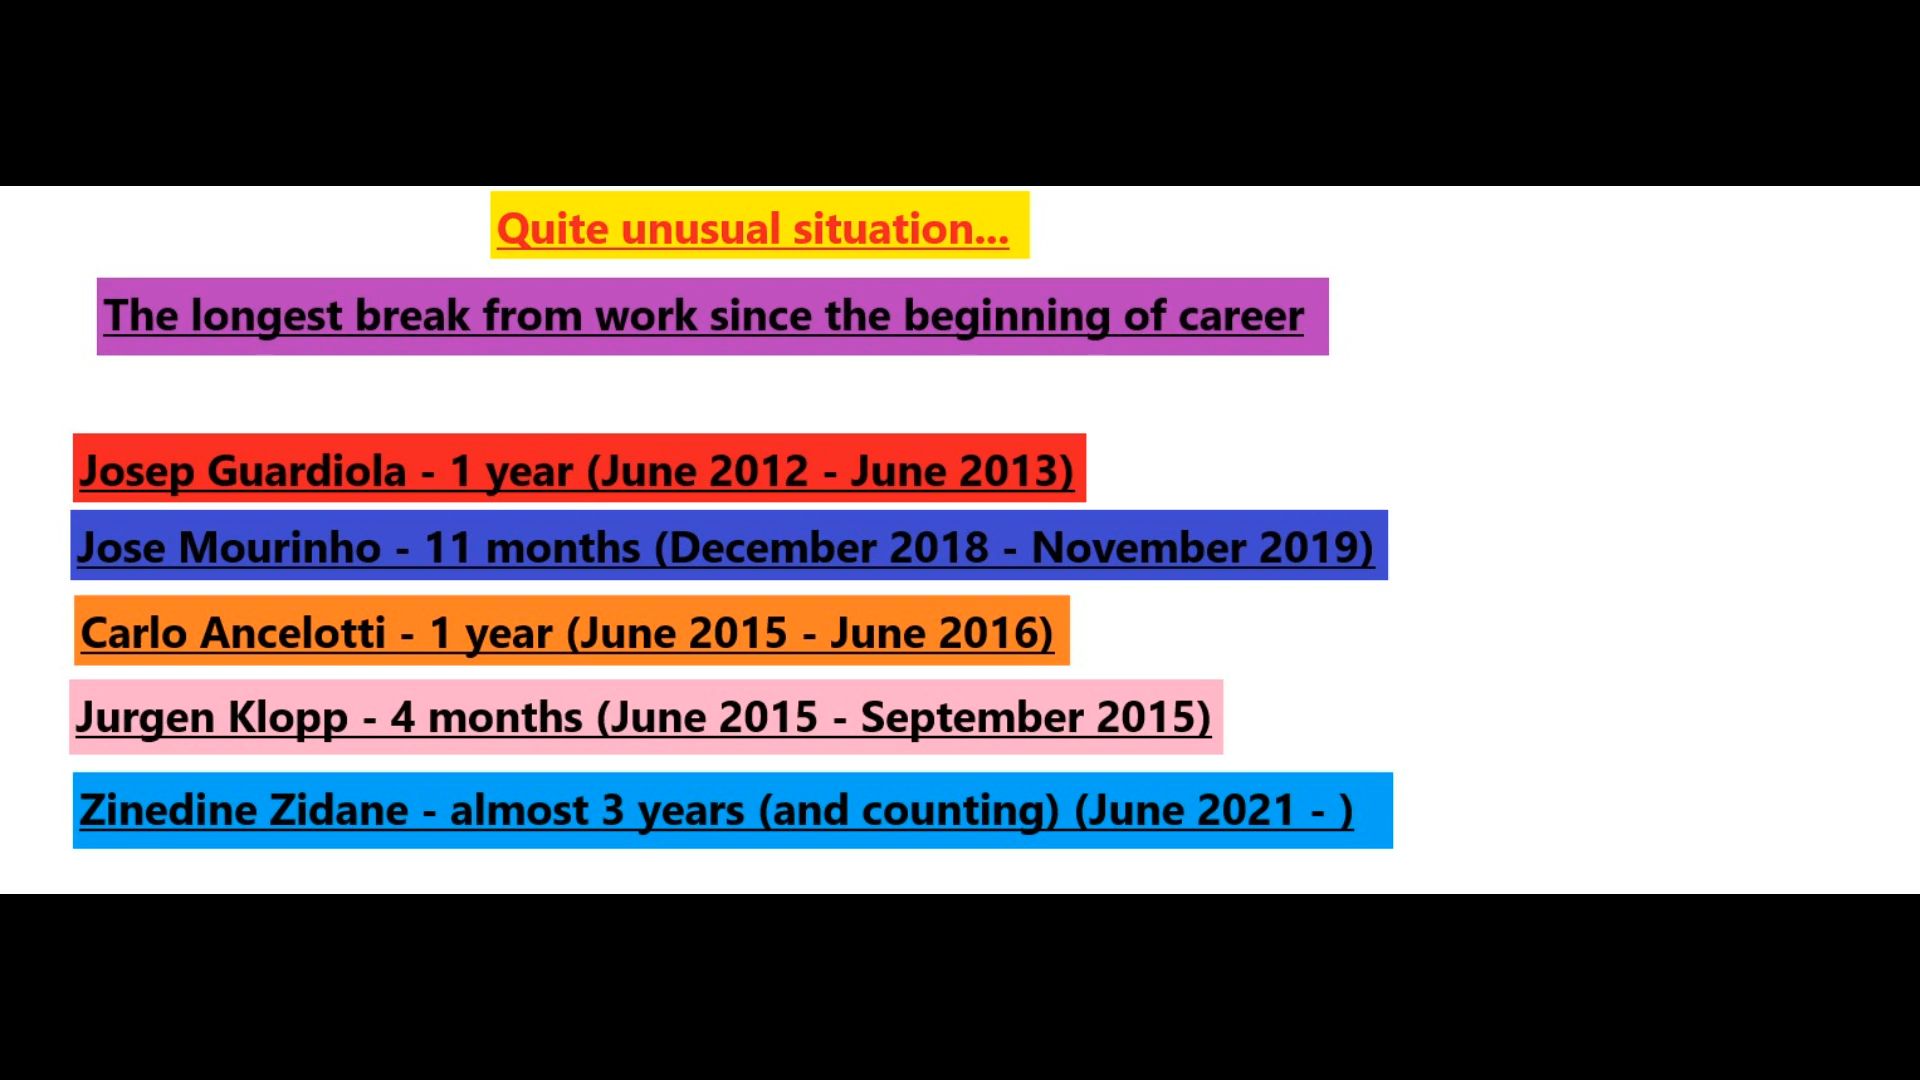 Quite unusual situation...
The longest break from work since the beginning of career
Josep Guardiola - 1 year (June 2012 - June 2013)
Jose Mourinho - 11 months (December 2018 - November 2019)
Carlo Ancelotti - 1 year (June 2015 - June 2016)
Jurgen Klopp - 4 months (June 2015 - September 2015)
Zinedine Zidane - almost 3 years (and counting) (June 2021 - )